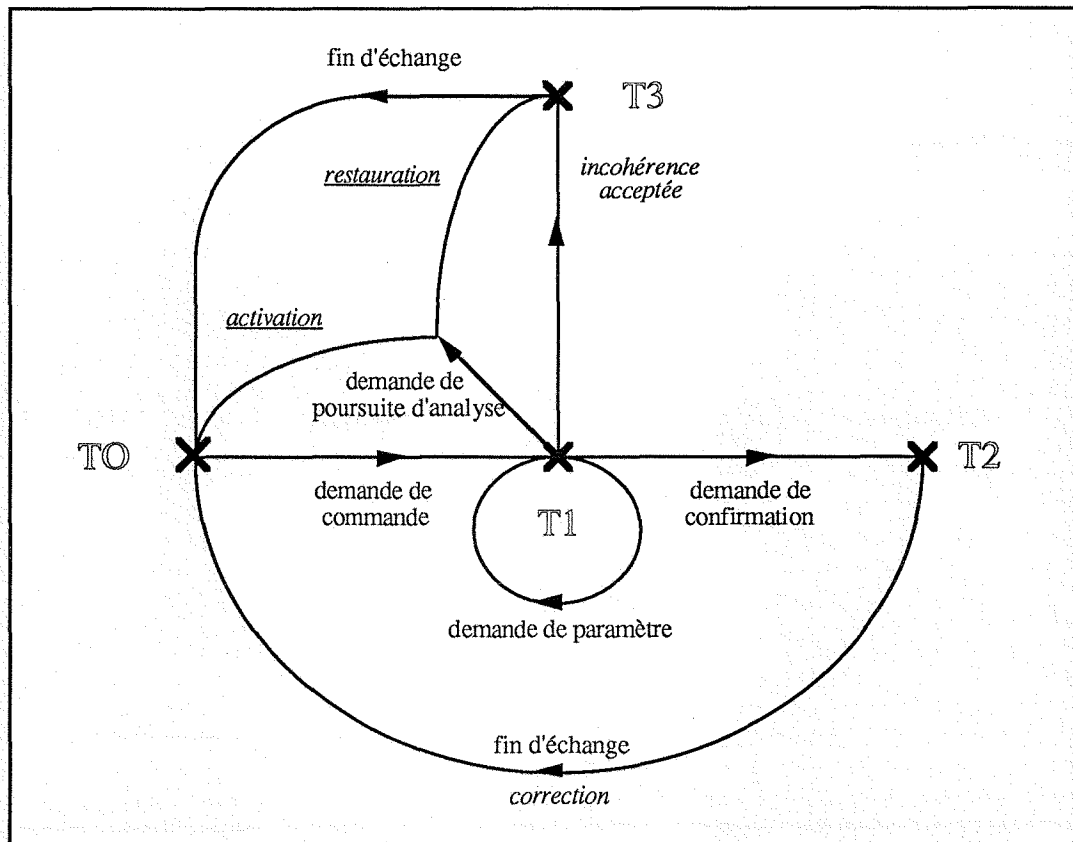 fin d'échange
T3
restauration
incohérence
acceptée
activation
demande de
poursuite d'analyse
TO
T2
demande de
commande
T1
demande de
confirmation
demande de paramètre
fin d'échange
correction